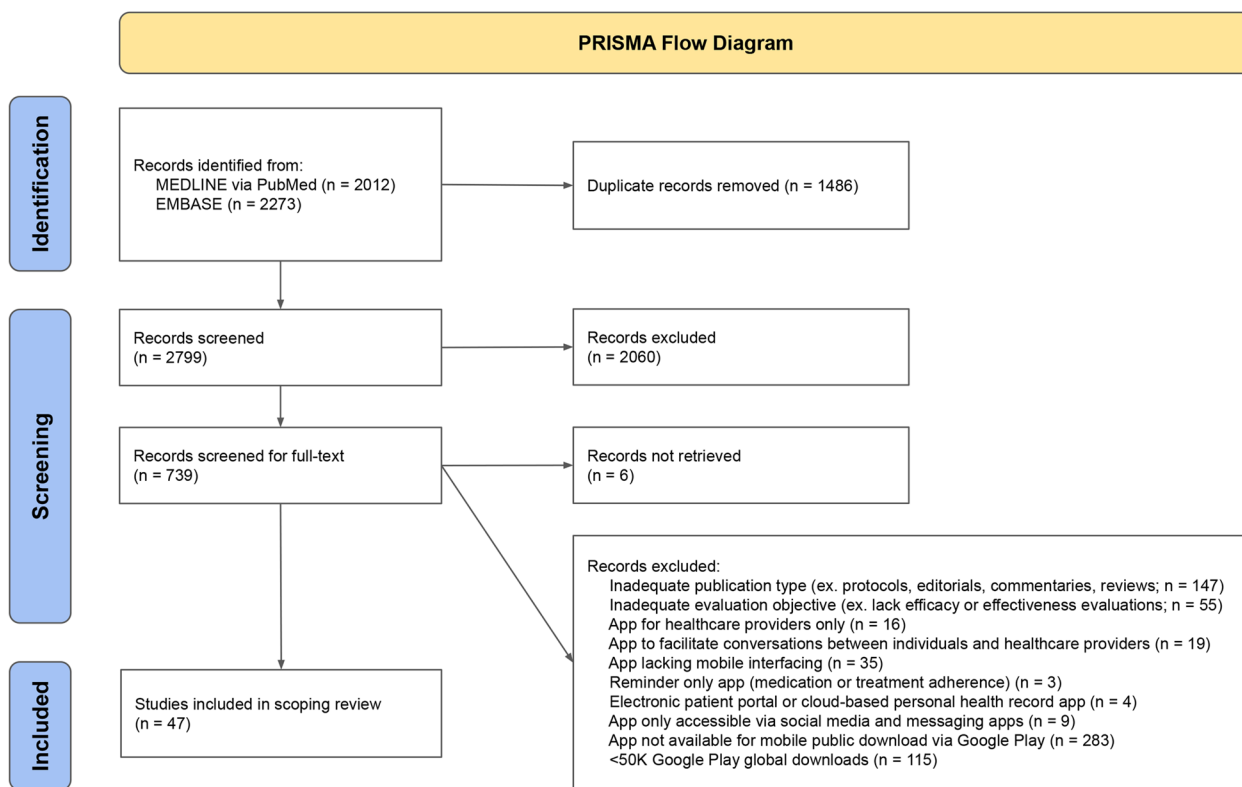 PRISMA Flow Diagram
Identification
Records identified from:
MEDLINE via PubMed (n = 2012)
EMBASE (n = 2273)
Duplicate records removed (n = 1486)
Screening
Records screened
(n = 2799)
Records excluded
(n = 2060)
Records screened for full-text
(n = 739)
Records not retrieved
(n = 6)
Records excluded:
Inadequate publication type (ex. protocols, editorials, commentaries, reviews; n = 147)
Inadequate evaluation objective (ex. lack efficacy or effectiveness evaluations; n = 55)
App for healthcare providers only (n = 16)
App to facilitate conversations between individuals and healthcare providers (n = 19)
App lacking mobile interfacing (n = 35)
Reminder only app (medication or treatment adherence) (n = 3)
Electronic patient portal or cloud-based personal health record app (n = 4)
App only accessible via social media and messaging apps (n = 9)
App not available for mobile public download via Google Play (n = 283)
<50K Google Play global downloads (n = 115)
Included
Studies included in scoping review
(n = 47)